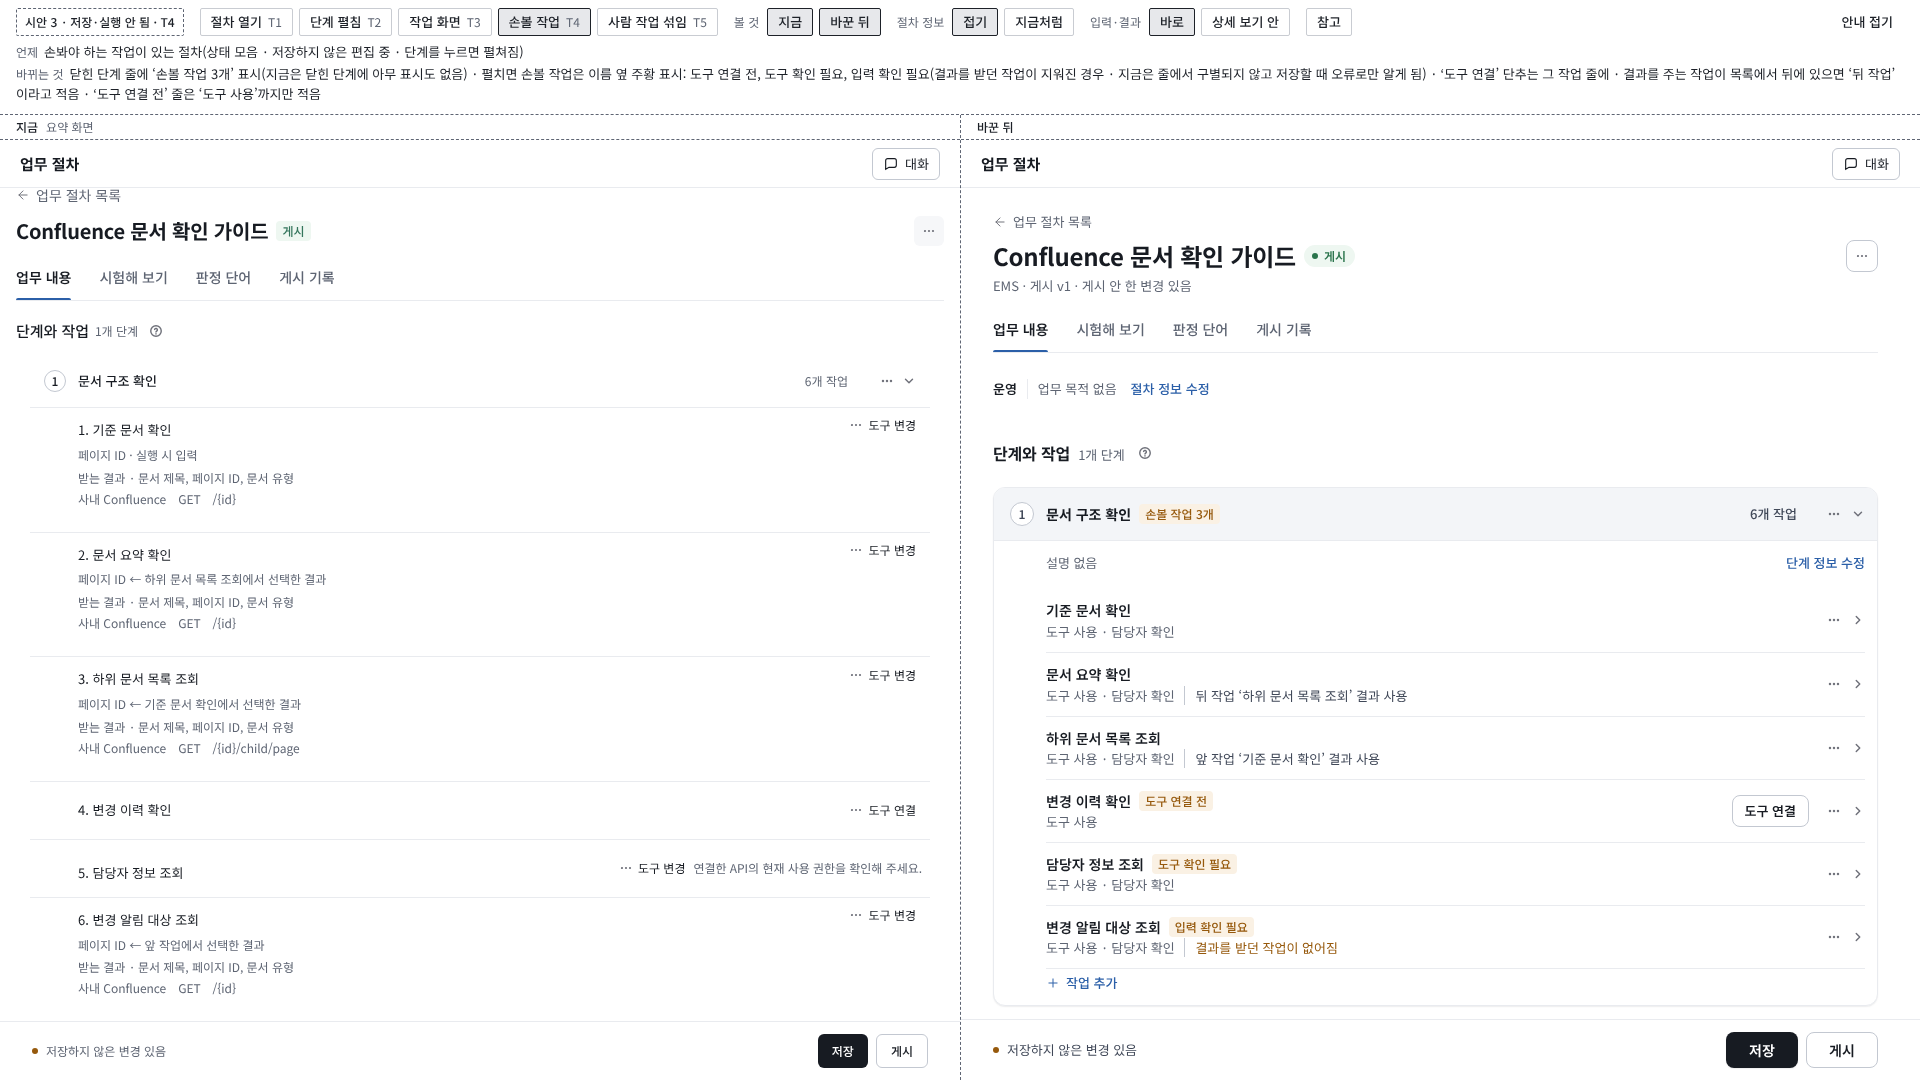 시안 3 · 저장·실행 안 됨 · T4
절차 열기 T1
단계 펼침 T2
작업 화면 T3
손볼 작업 T4
사람 작업 섞임 T5
볼 것
지금
바꾼 뒤
절차 정보
접기
지금처럼
입력·결과
바로
상세 보기 안
참고
안내 접기
언제 손봐야 하는 작업이 있는 절차(상태 모음 · 저장하지 않은 편집 중 · 단계를 누르면 펼쳐짐)
바뀌는 것 닫힌 단계 줄에 ‘손볼 작업 3개’ 표시(지금은 닫힌 단계에 아무 표시도 없음) · 펼치면 손볼 작업은 이름 옆 주황 표시: 도구 연결 전, 도구 확인 필요, 입력 확인 필요(결과를 받던 작업이 지워진 경우 · 지금은 줄에서 구별되지 않고 저장할 때 오류로만 알게 됨) · ‘도구 연결’ 단추는 그 작업 줄에 · 결과를 주는 작업이 목록에서 뒤에 있으면 ‘뒤 작업’
이라고 적음 · ‘도구 연결 전’ 줄은 ‘도구 사용’까지만 적음
지금 요약 화면
업무 절차
대화
← 업무 절차 목록
Confluence 문서 확인 가이드 게시
업무 내용
시험해 보기
판정 단어
게시 기록
단계와 작업 1개 단계
1 문서 구조 확인
6개 작업
1. 기준 문서 확인
도구 변경
페이지 ID · 실행 시 입력
받는 결과 · 문서 제목, 페이지 ID, 문서 유형
사내 Confluence GET /{id}
2. 문서 요약 확인
도구 변경
페이지 ID ← 하위 문서 목록 조회에서 선택한 결과
받는 결과 · 문서 제목, 페이지 ID, 문서 유형
사내 Confluence GET /{id}
3. 하위 문서 목록 조회
도구 변경
페이지 ID ← 기준 문서 확인에서 선택한 결과
받는 결과 · 문서 제목, 페이지 ID, 문서 유형
사내 Confluence GET /{id}/child/page
4. 변경 이력 확인
도구 연결
5. 담당자 정보 조회
도구 변경 연결한 API의 현재 사용 권한을 확인해 주세요.
6. 변경 알림 대상 조회
도구 변경
페이지 ID ← 앞 작업에서 선택한 결과
받는 결과 · 문서 제목, 페이지 ID, 문서 유형
사내 Confluence GET /{id}
저장하지 않은 변경 있음
저장
게시
바꾼 뒤
업무 절차
대화
← 업무 절차 목록
Confluence 문서 확인 가이드 게시
EMS · 게시 v1 · 게시 안 한 변경 있음
업무 내용
시험해 보기
판정 단어
게시 기록
운영 업무 목적 없음 절차 정보 수정
단계와 작업 1개 단계
1 문서 구조 확인 손볼 작업 3개
6개 작업
설명 없음
단계 정보 수정
기준 문서 확인
도구 사용 · 담당자 확인
문서 요약 확인
도구 사용 · 담당자 확인 뒤 작업 ‘하위 문서 목록 조회’ 결과 사용
하위 문서 목록 조회
도구 사용 · 담당자 확인 앞 작업 ‘기준 문서 확인’ 결과 사용
변경 이력 확인 도구 연결 전
도구 사용
도구 연결
담당자 정보 조회 도구 확인 필요
도구 사용 · 담당자 확인
변경 알림 대상 조회 입력 확인 필요
도구 사용 · 담당자 확인 결과를 받던 작업이 없어짐
+ 작업 추가
저장하지 않은 변경 있음
저장
게시